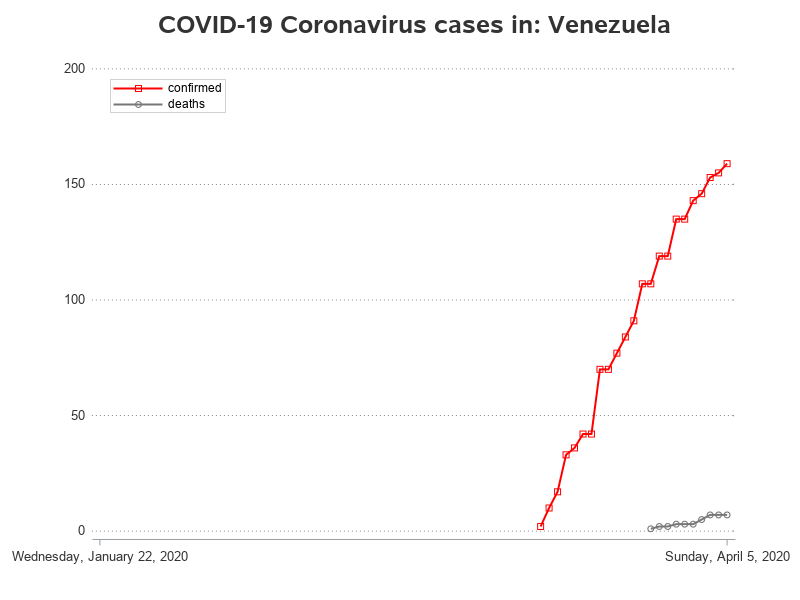 COVID-19 Coronavirus cases in: Venezuela
200
confirmed
deaths
150
100
50
0
Wednesday, January 22, 2020
Sunday, April 5, 2020